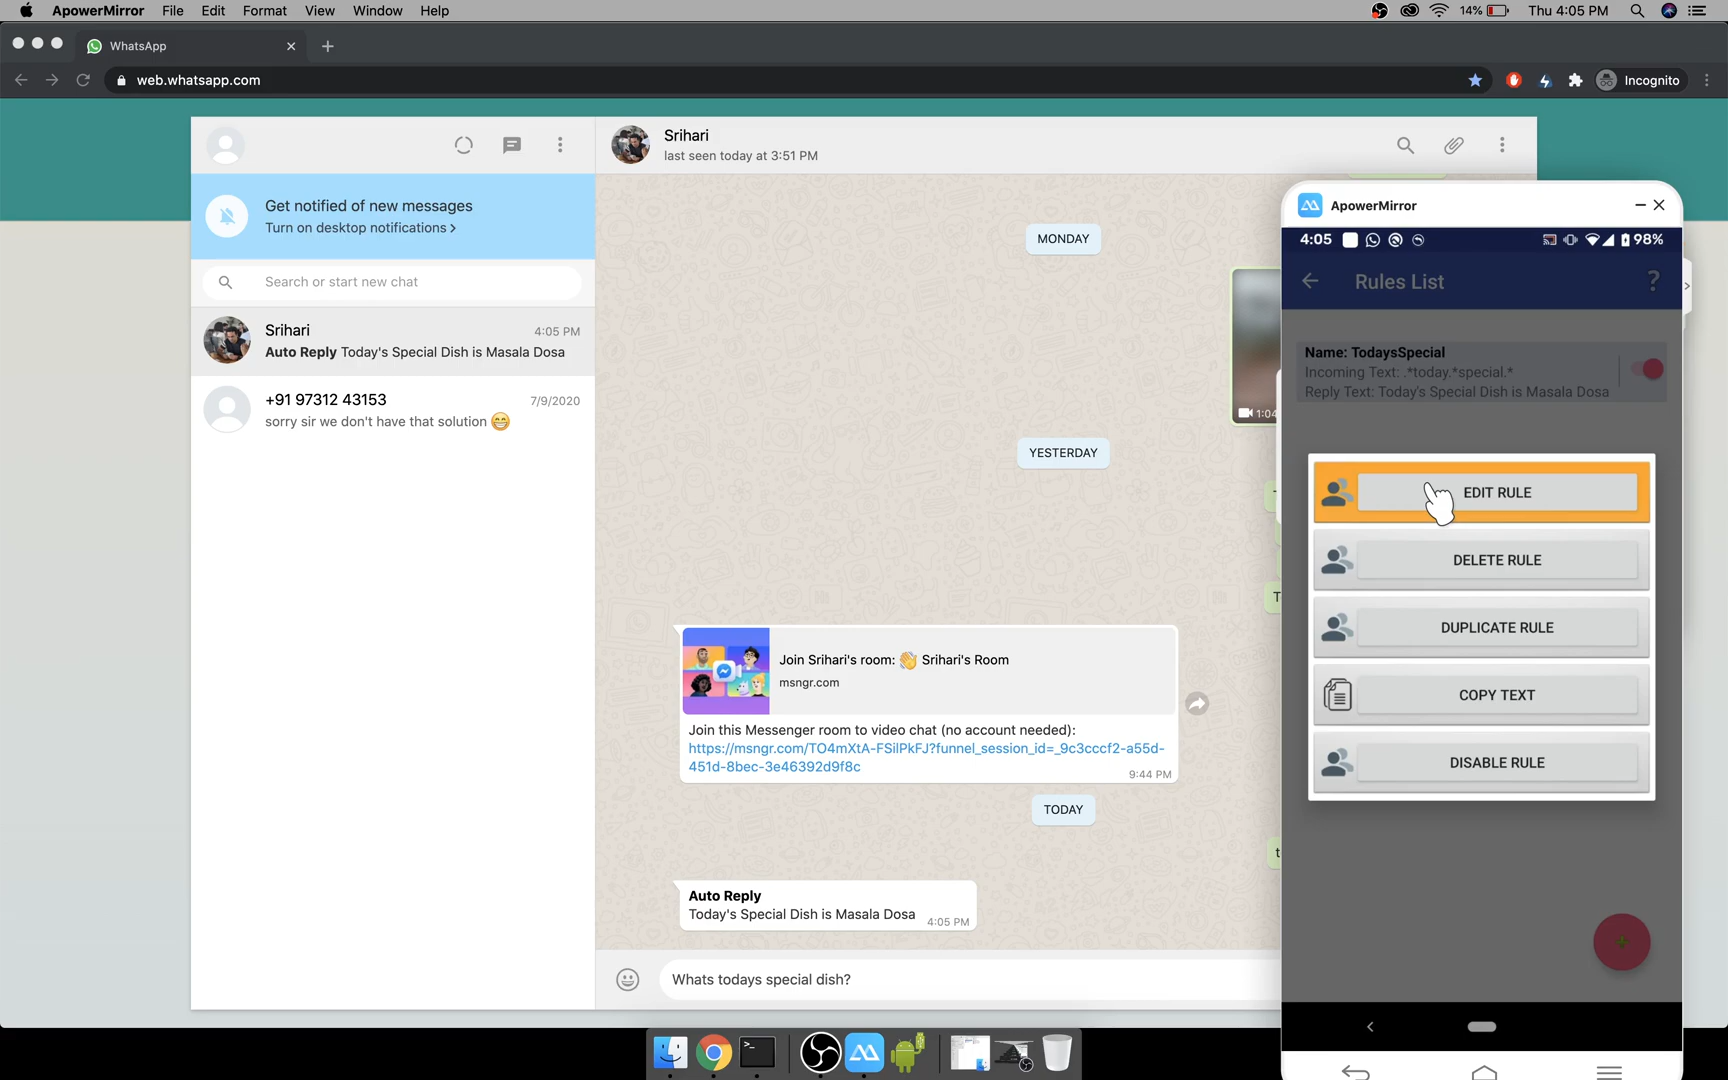 ApowerMirror File Edit Format View Window Help
14% Thu 4:05 PM
WhatsApp
web.whatsapp.com
Incognito
Srihari
last seen today at 3:51 PM
Get notified of new messages
Turn on desktop notifications >
Search or start new chat
Srihari 4:05 PM
Auto Reply Today's Special Dish is Masala Dosa
+91 97312 43153 7/9/2020
sorry sir we don't have that solution 😁
MONDAY
1:04
YESTERDAY
Join Srihari's room: 👋 Srihari's Room
msngr.com
Join this Messenger room to video chat (no account needed):
https://msngr.com/TO4mXtA-FSilPkFJ?funnel_session_id=_9c3cccf2-a55d-
451d-8bec-3e46392d9f8c
9:44 PM
TODAY
t
Auto Reply
Today's Special Dish is Masala Dosa 4:05 PM
Whats todays special dish?
ApowerMirror
4:05 98%
Rules List ?
Name: TodaysSpecial
Incoming Text: .*today.*special.*
Reply Text: Today's Special Dish is Masala Dosa
EDIT RULE
DELETE RULE
DUPLICATE RULE
COPY TEXT
DISABLE RULE